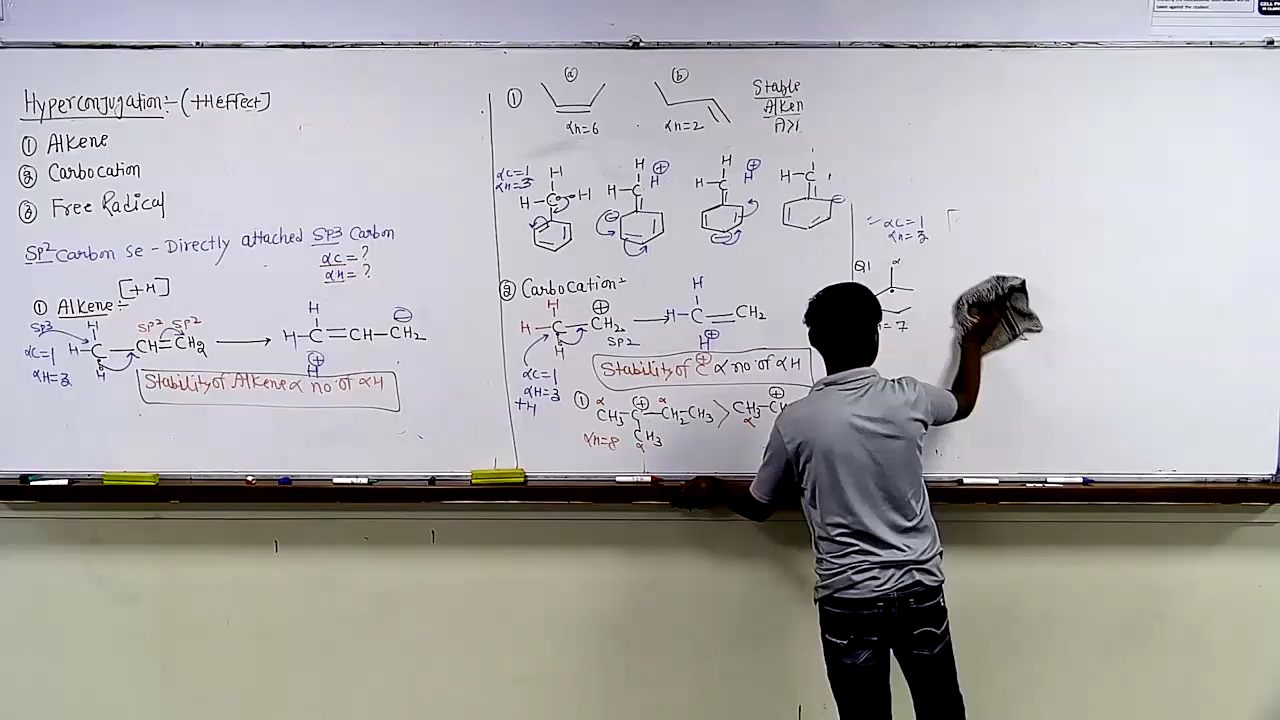 Hyperconjugation:- (+H effect]
① Alkene
② Carbocation
③ Free Radical
SP2 Carbon se - Directly attached SP3 Carbon
αC = ?
αH = ?
① Alkene:- [+H]
SP3 H SP2 SP2
H-C-CH=CH2
H
αC=1
αH=3
H
H-C=CH-CH2
⊖
H⊕
Stability of Alkene α no of αH
①
ⓐ
αH=6
ⓑ
αH=2
Stable
Alken
A>1
αC=1
αH=3
H
H-C-H
H ⊕
H-C H
⊖
H ⊕
H-C H
H-C
⊖
② Carbocation:
H
H-C-CH2
H
⊕
SP2
αC=1
αH=3
+H
H
H-C=CH2
H⊕
Stability of C⊕ α no of αH
① CH3-C-CH2-CH3 > CH3-
α ⊕ α
CH3
α
αH=8
α
⊕
αC=1
αH=3
Q1
α
= 7